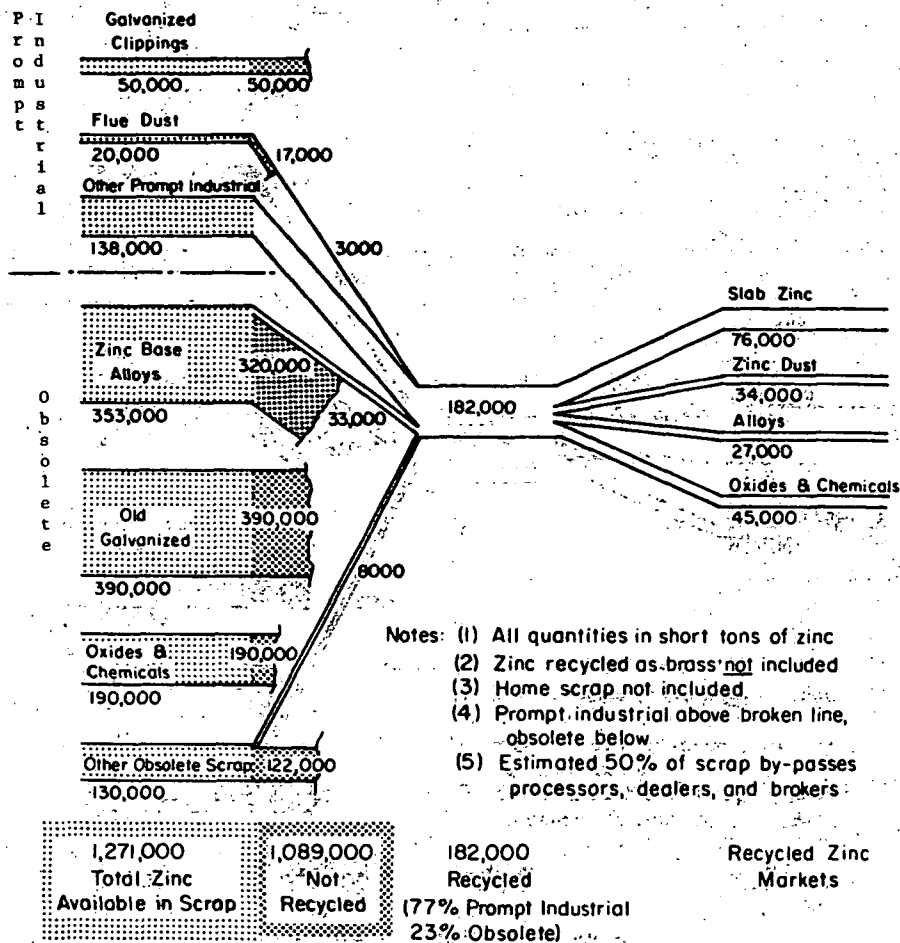 Prompt
Industrial
Galvanized
Clippings
50,000 50,000
Flue Dust
20,000 17,000
Other Prompt Industrial
138,000 3000
Zinc Base
Alloys
320,000
353,000 33,000
Obsolete
Old
Galvanized
390,000
390,000
8000
Oxides &
Chemicals
190,000
190,000
Other Obsolete Scrap 122,000
130,000
182,000
Slab Zinc
76,000
Zinc Dust
34,000
Alloys
27,000
Oxides & Chemicals
45,000
Notes: (1) All quantities in short tons of zinc
(2) Zinc recycled as brass not included
(3) Home scrap not included
(4) Prompt industrial above broken line,
obsolete below
(5) Estimated 50% of scrap by-passes
processors, dealers, and brokers
1,271,000
Total Zinc
Available in Scrap
1,089,000
Not
Recycled
182,000
Recycled
(77% Prompt Industrial
23% Obsolete)
Recycled Zinc
Markets